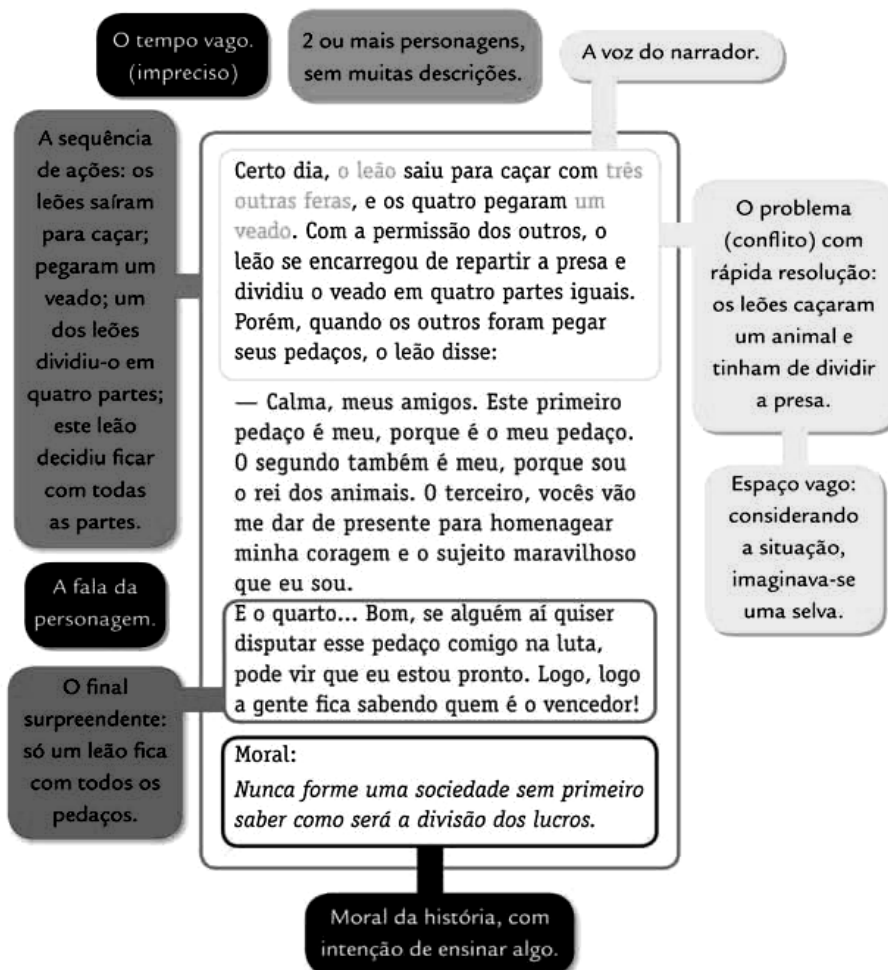 O tempo vago.
(impreciso)
2 ou mais personagens,
sem muitas descrições.
A voz do narrador.
A sequência
de ações: os
leões saíram
para caçar;
pegaram um
veado; um
dos leões
dividiu-o em
quatro partes;
este leão
decidiu ficar
com todas
as partes.
Certo dia, o leão saiu para caçar com três
outras feras, e os quatro pegaram um
veado. Com a permissão dos outros, o
leão se encarregou de repartir a presa e
dividiu o veado em quatro partes iguais.
Porém, quando os outros foram pegar
seus pedaços, o leão disse:
O problema
(conflito) com
rápida resolução:
os leões caçaram
um animal e
tinham de dividir
a presa.
— Calma, meus amigos. Este primeiro
pedaço é meu, porque é o meu pedaço.
O segundo também é meu, porque sou
o rei dos animais. O terceiro, vocês vão
me dar de presente para homenagear
minha coragem e o sujeito maravilhoso
que eu sou.
Espaço vago:
considerando
a situação,
imaginava-se
uma selva.
A fala da
personagem.
E o quarto... Bom, se alguém aí quiser
disputar esse pedaço comigo na luta,
pode vir que eu estou pronto. Logo, logo
a gente fica sabendo quem é o vencedor!
O final
surpreendente:
só um leão fica
com todos os
pedaços.
Moral:
Nunca forme uma sociedade sem primeiro
saber como será a divisão dos lucros.
Moral da história, com
intenção de ensinar algo.